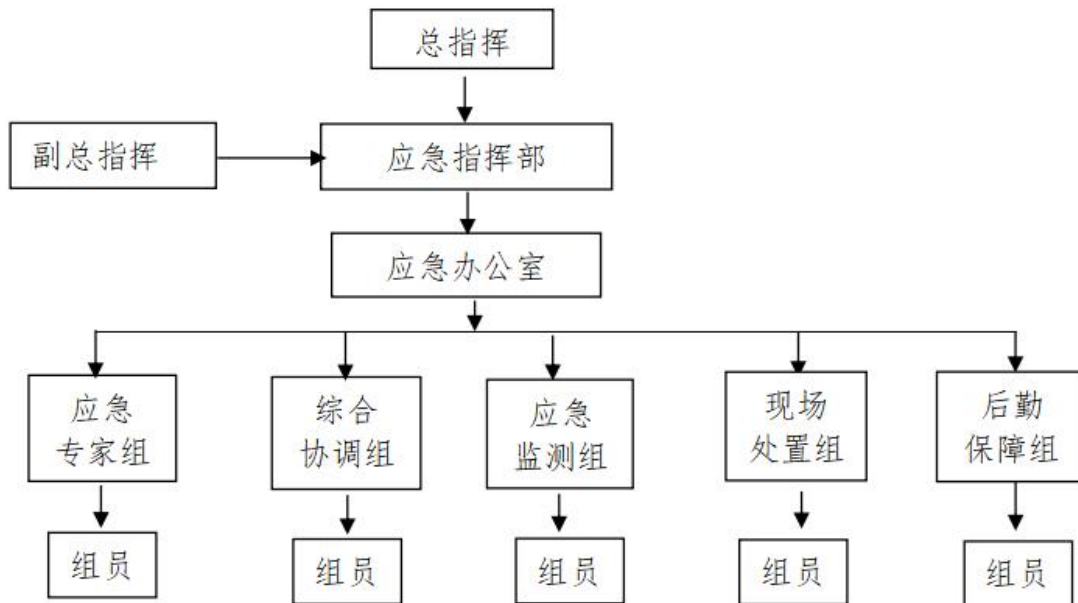 总指挥
副总指挥
应急指挥部
应急办公室
应急
专家组
综合
协调组
应急
监测组
现场
处置组
后勤
保障组
组员
组员
组员
组员
组员